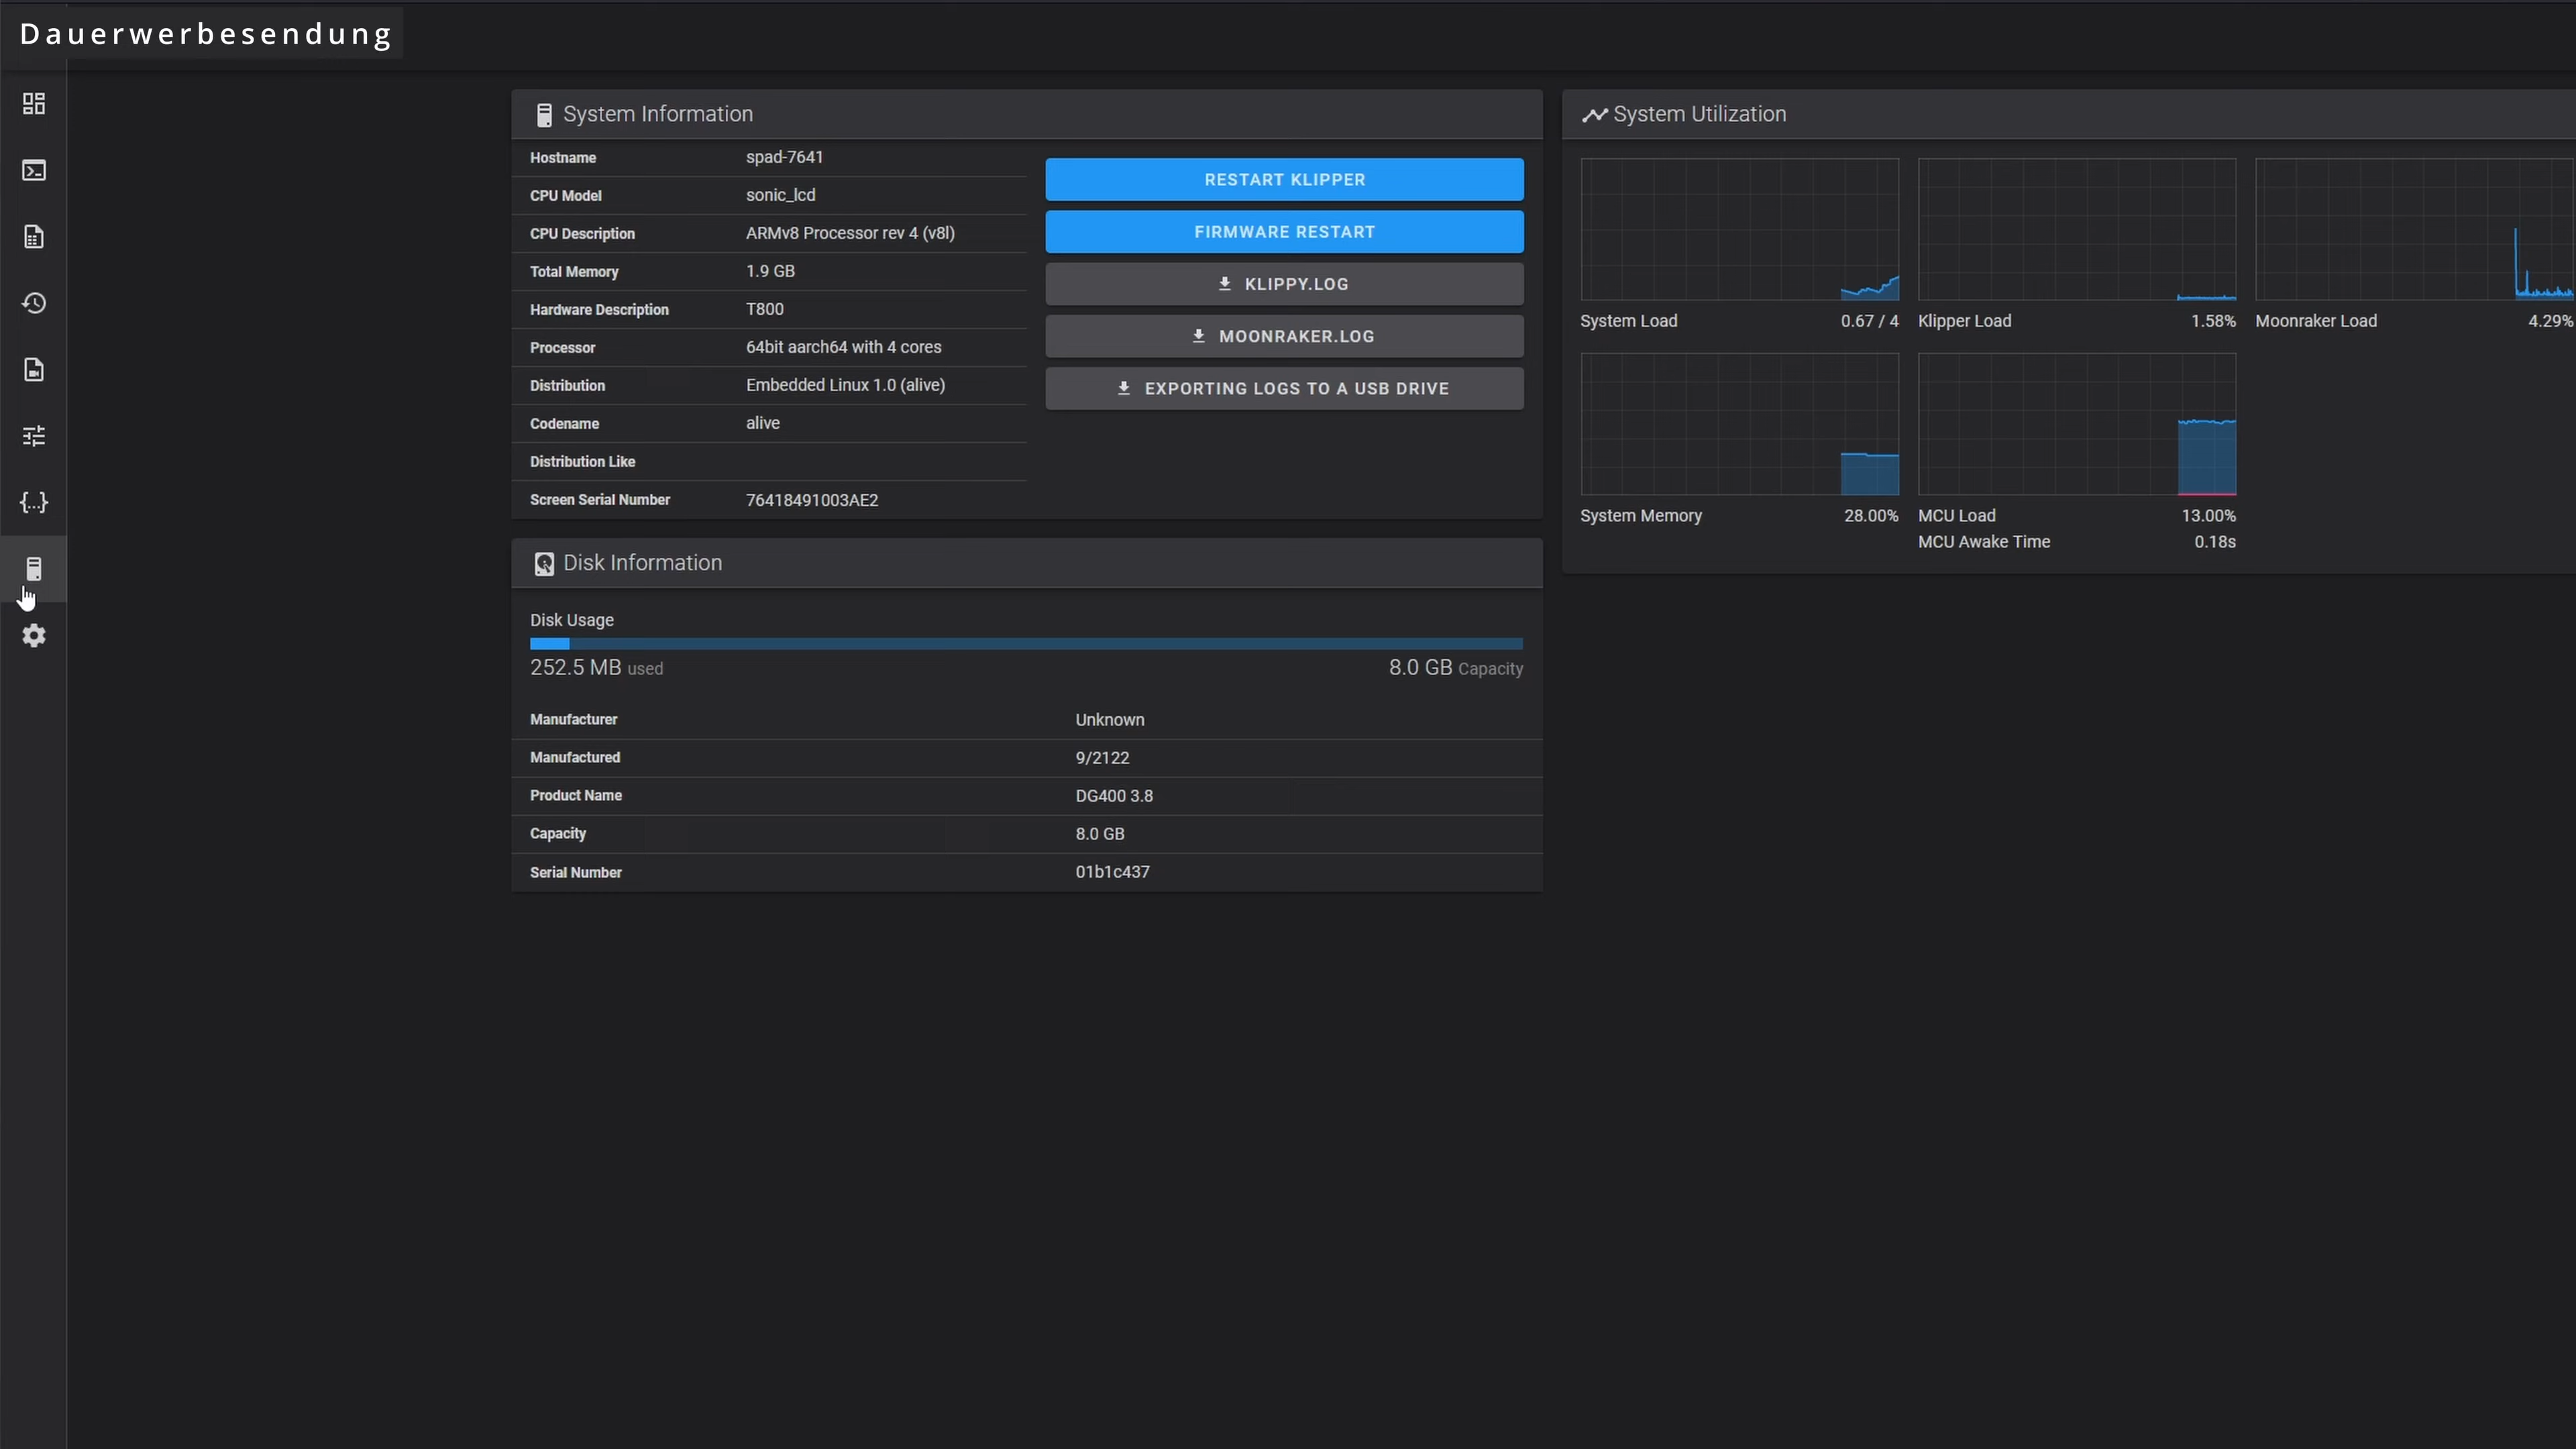 Dauerwerbesendung
System Information
Hostname spad-7641
CPU Model sonic_lcd
CPU Description ARMv8 Processor rev 4 (v8l)
Total Memory 1.9 GB
Hardware Description T800
Processor 64bit aarch64 with 4 cores
Distribution Embedded Linux 1.0 (alive)
Codename alive
Distribution Like
Screen Serial Number 76418491003AE2
RESTART KLIPPER
FIRMWARE RESTART
KLIPPY.LOG
MOONRAKER.LOG
EXPORTING LOGS TO A USB DRIVE
Disk Information
Disk Usage
252.5 MB used 8.0 GB Capacity
Manufacturer Unknown
Manufactured 9/2122
Product Name DG400 3.8
Capacity 8.0 GB
Serial Number 01b1c437
System Utilization
System Load 0.67 / 4
Klipper Load 1.58%
Moonraker Load 4.29%
System Memory 28.00%
MCU Load 13.00%
MCU Awake Time 0.18s